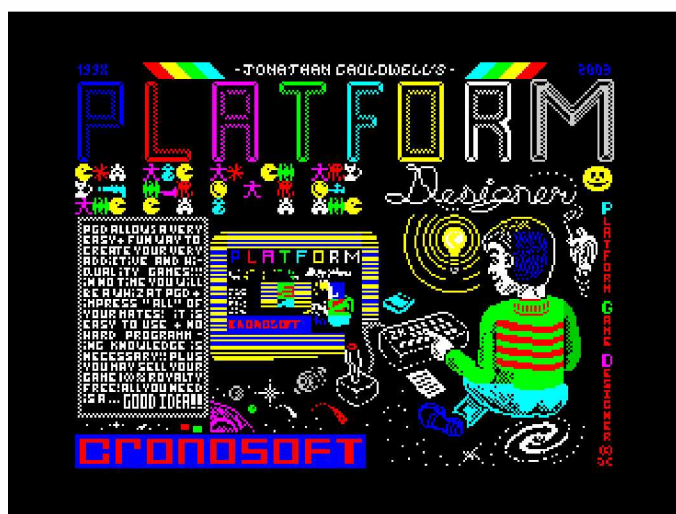 -JONATHAN CAULDWELL'S-
2003
PLATFORM
Designer
PGD ALLOWS A VERY
EASY + FUN WAY TO
CREATE YOUR VERY
ADDICTIVE AND HI
QUALITY GAMES!!!
IN NO TIME YOU WILL
BE A WIZ AT PGD +
IMPRESS "ALL" OF
YOUR MATES! IT IS
EASY TO USE + NO
HARD PROGRAMM -
ING KNOWLEDGE IS
NECESSARY!! PLUS
YOU MAY SELL YOUR
GAME 100% ROYALTY
FREE! ALL YOU NEED
IS A... GOOD IDEA!!
PLATFORM
CRONOSOFT
PLATFORM GAME DESIGNER
CRONOSOFT